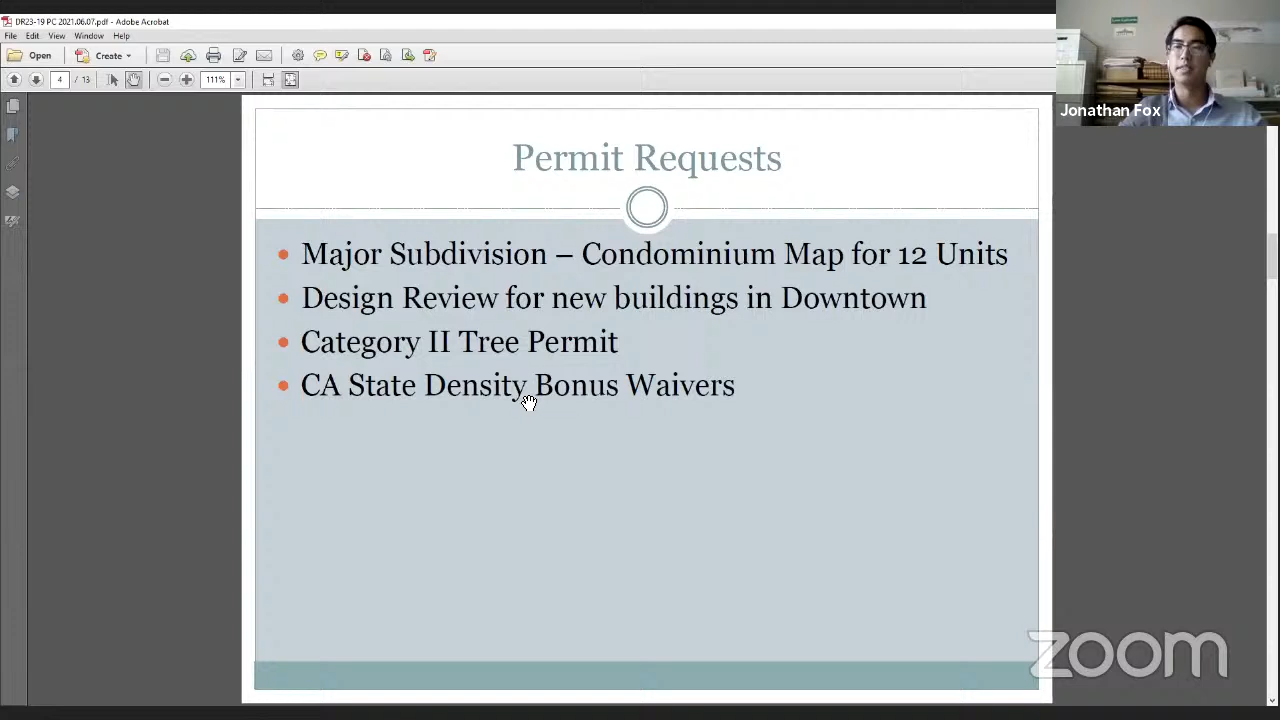 DR23-19 PC 2021.06.07.pdf - Adobe Acrobat
File Edit View Window Help
Open Create
4 / 13 111%
Jonathan Fox
Permit Requests
• Major Subdivision – Condominium Map for 12 Units
• Design Review for new buildings in Downtown
• Category II Tree Permit
• CA State Density Bonus Waivers
zoom